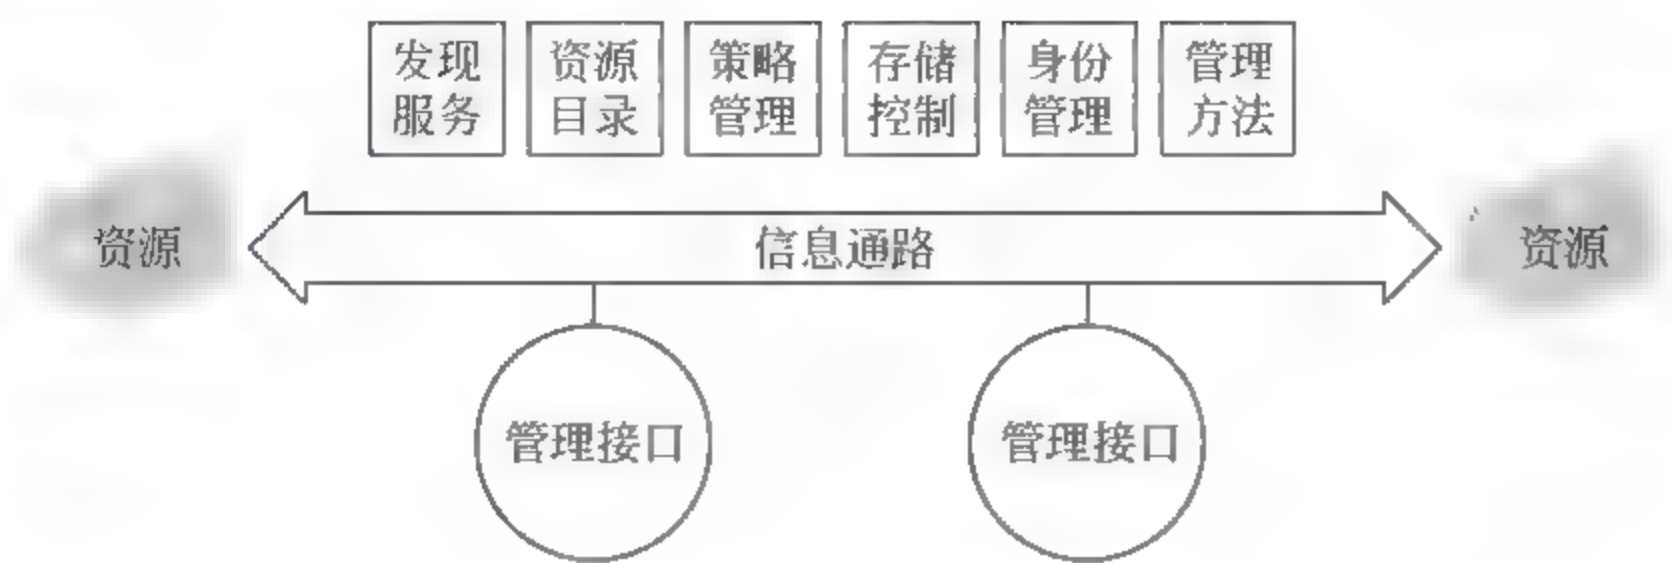 发现
服务
资源
目录
策略
管理
存储
控制
身份
管理
管理
方法
资源
信息通路
资源
管理接口
管理接口